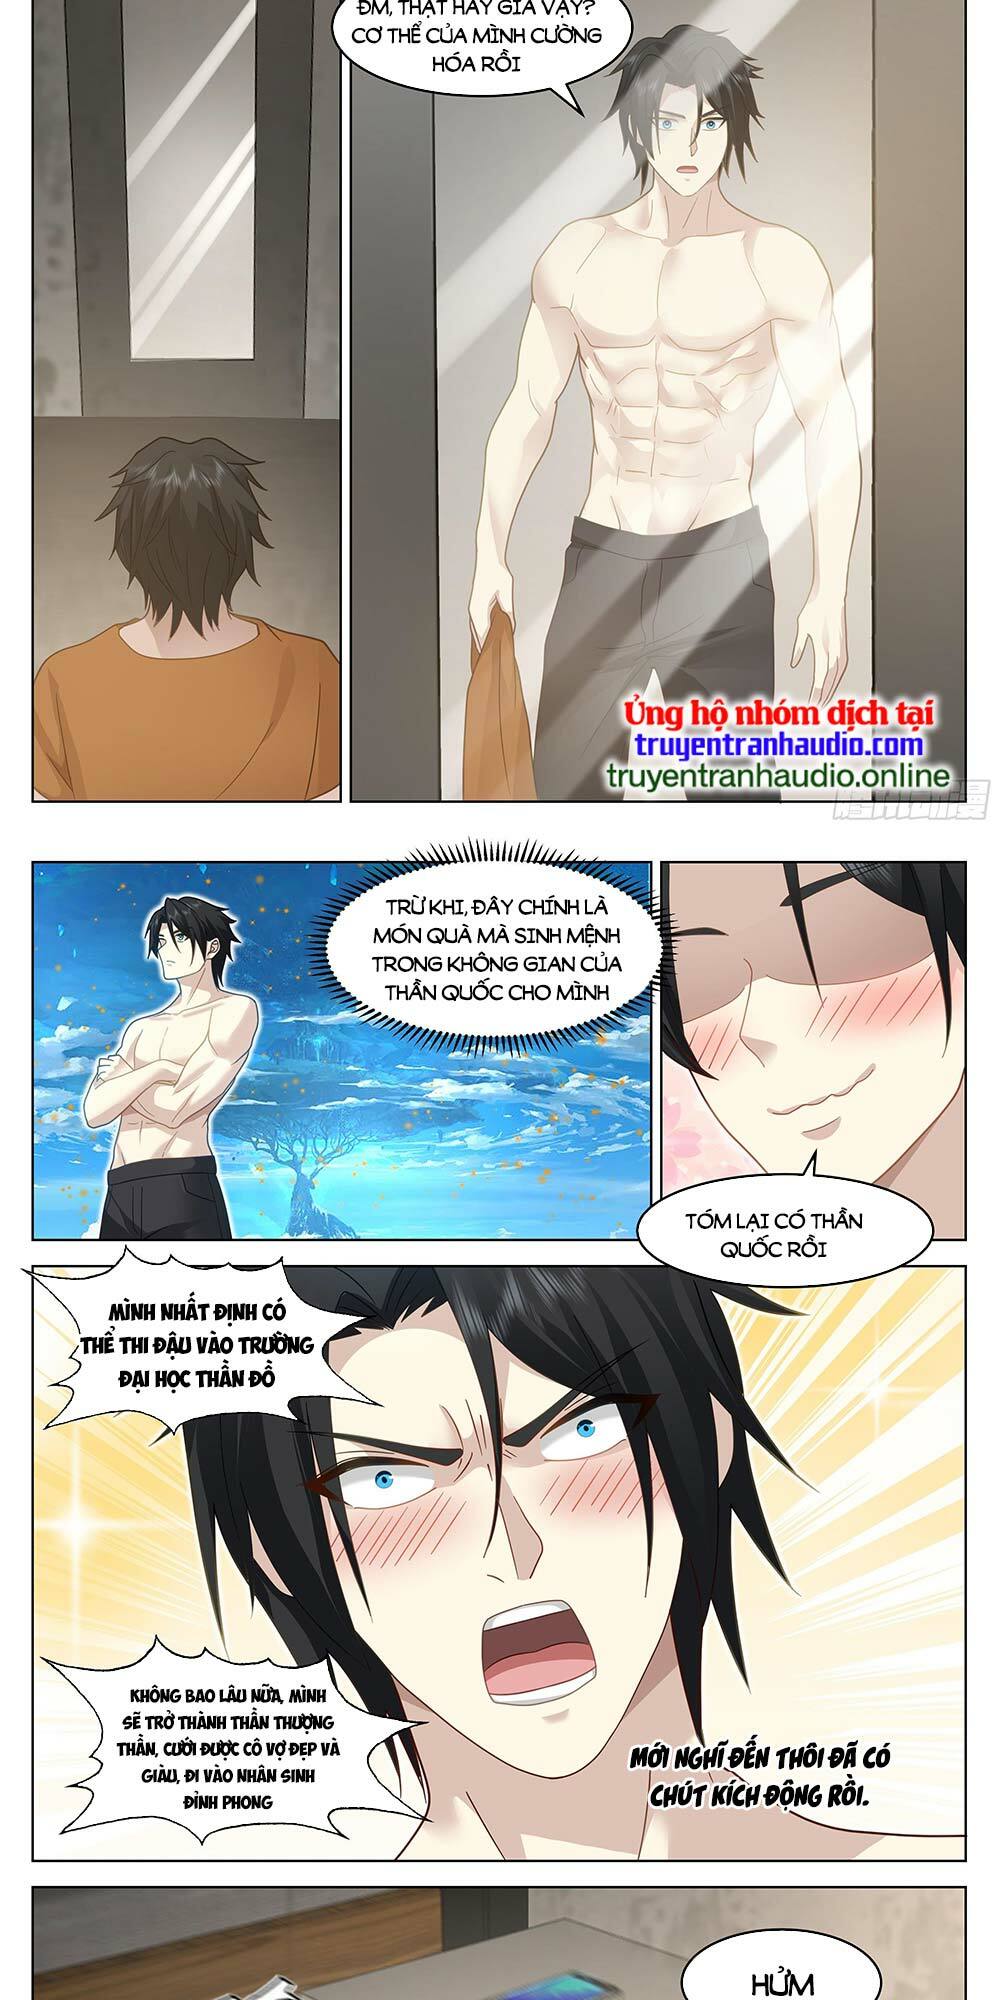 ĐM, THẬT HAY GIẢ VẬY?
CƠ THỂ CỦA MÌNH CƯỜNG
HÓA RỒI
Ủng hộ nhóm dịch tại
truyentranhaudio.com
truyentranhaudio.online
TRỪ KHI, ĐÂY CHÍNH LÀ
MÓN QUÀ MÀ SINH MỆNH
TRONG KHÔNG GIAN CỦA
THẦN QUỐC CHO MÌNH
TÓM LẠI CÓ THẦN
QUỐC RỒI
MÌNH NHẤT ĐỊNH CÓ
THỂ THI ĐẬU VÀO TRƯỜNG
ĐẠI HỌC THẦN ĐỒ
KHÔNG BAO LÂU NỮA, MÌNH
SẼ TRỞ THÀNH THẦN THƯỢNG
THẦN, CƯỚI ĐƯỢC CÔ VỢ ĐẸP VÀ
GIÀU, ĐI VÀO NHÂN SINH
ĐỈNH PHONG
MỚI NGHĨ ĐẾN THÔI ĐÃ CÓ
CHÚT KÍCH ĐỘNG RỒI.
HỬM